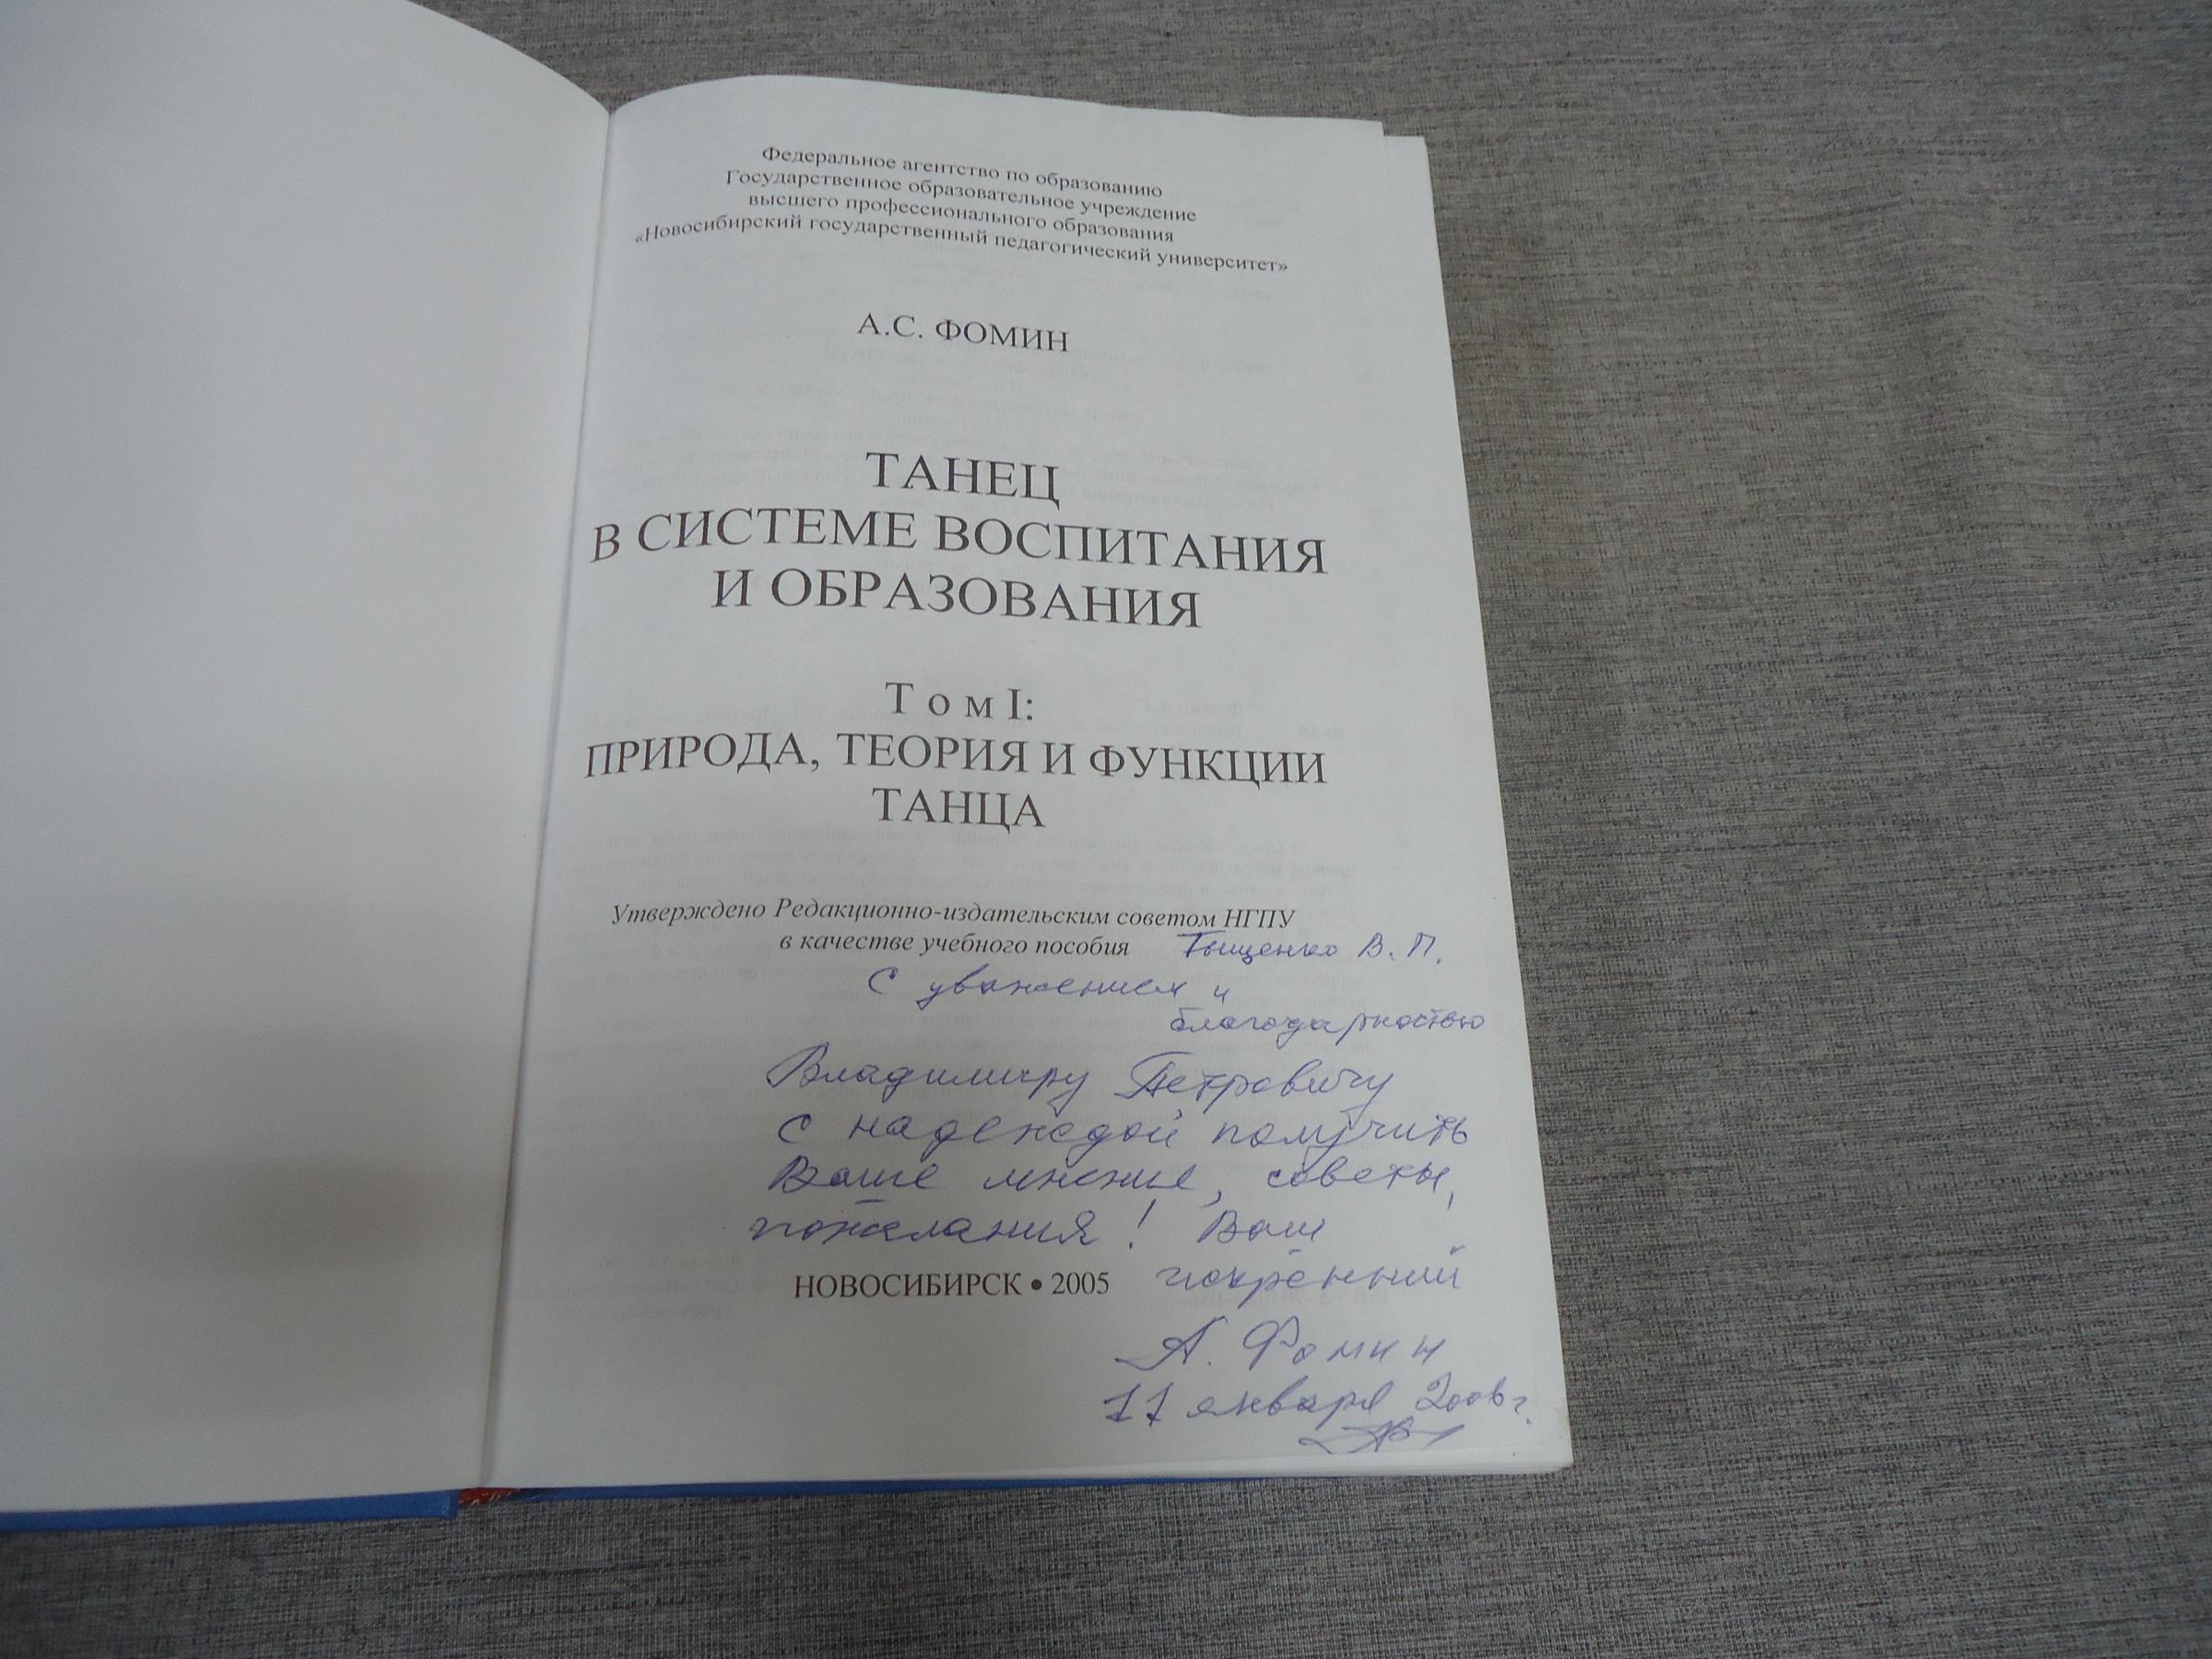 Федеральное агентство по образованию
Государственное образовательное учреждение
высшего профессионального образования
«Новосибирский государственный педагогический университет»
А.С. ФОМИН
ТАНЕЦ
В СИСТЕМЕ ВОСПИТАНИЯ
И ОБРАЗОВАНИЯ
Том I:
ПРИРОДА, ТЕОРИЯ И ФУНКЦИИ
ТАНЦА
Утверждено Редакционно-издательским советом НГПУ
в качестве учебного пособия
Тыщенко В. П.
С уважением и
благодарностью
Владимиру Петровичу
с надеждой получить
Ваше мнение, советы,
пожелания! Ваш
искренний
НОВОСИБИРСК • 2005
А. Фомин
11 января 2006 г.